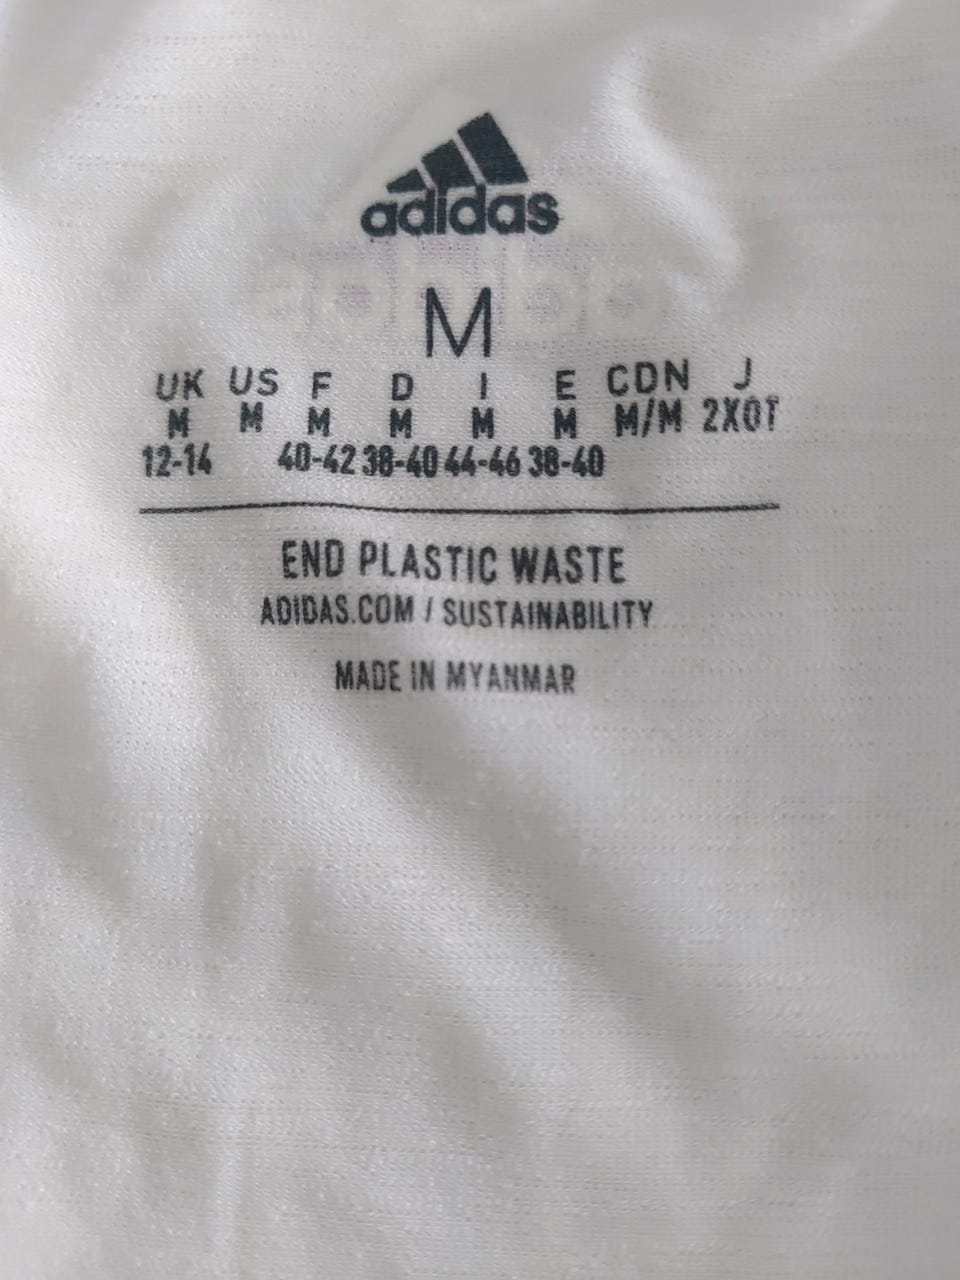 adidas
M
UK US F D I E CDN J
M M M M M M M/M 2XOT
12-14 40-42 38-40 44-46 38-40
END PLASTIC WASTE
ADIDAS.COM / SUSTAINABILITY
MADE IN MYANMAR